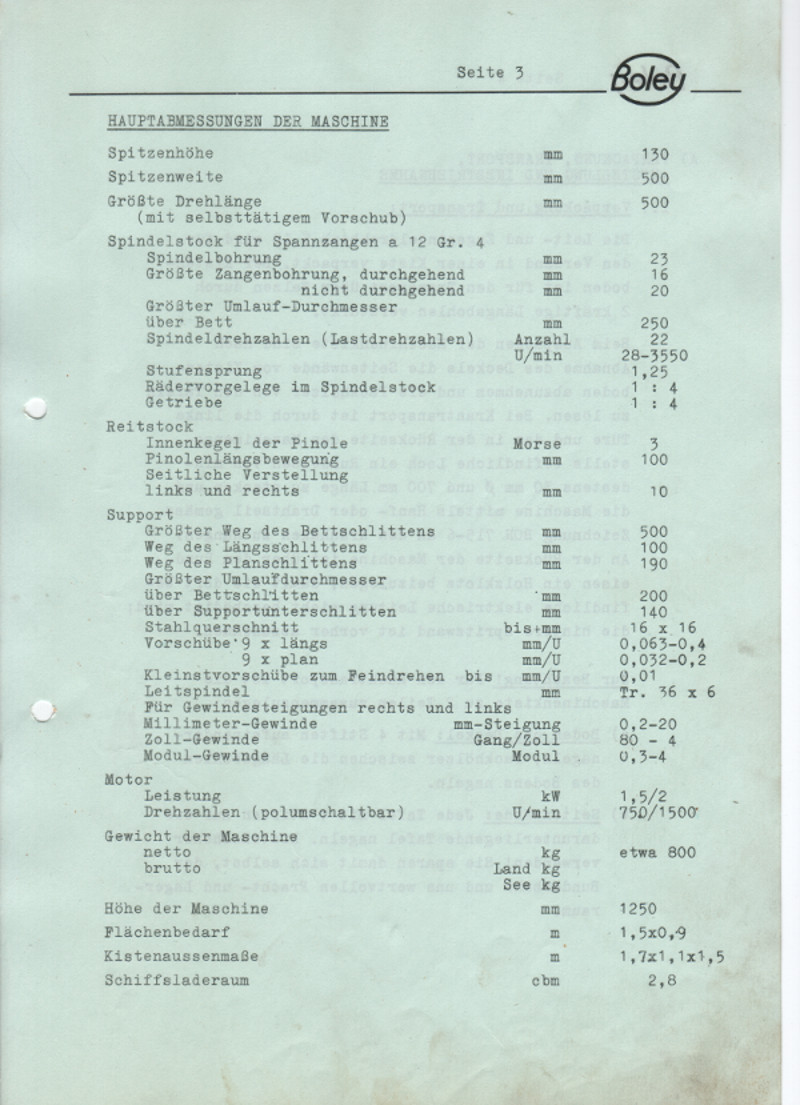 Seite 3
Boley
HAUPTABMESSUNGEN DER MASCHINE
Spitzenhöhe mm 130
Spitzenweite mm 500
Größte Drehlänge mm 500
(mit selbsttätigem Vorschub)
Spindelstock für Spannzangen a 12 Gr. 4
Spindelbohrung mm 23
Größte Zangenbohrung, durchgehend mm 16
nicht durchgehend mm 20
Größter Umlauf-Durchmesser
über Bett mm 250
Spindeldrehzahlen (Lastdrehzahlen) Anzahl 22
U/min 28-3550
Stufensprung 1,25
Rädervorgelege im Spindelstock 1 : 4
Getriebe 1 : 4
Reitstock
Innenkegel der Pinole Morse 3
Pinolenlängsbewegung mm 100
Seitliche Verstellung
links und rechts mm 10
Support
Größter Weg des Bettschlittens mm 500
Weg des Längsschlittens mm 100
Weg des Planschlittens mm 190
Größter Umlaufdurchmesser
über Bettschlitten mm 200
über Supportunterschlitten mm 140
Stahlquerschnitt bis mm 16 x 16
Vorschübe 9 x längs mm/U 0,063-0,4
9 x plan mm/U 0,032-0,2
Kleinstvorschübe zum Feindrehen bis mm/U 0,01
Leitspindel mm Tr. 36 x 6
Für Gewindesteigungen rechts und links
Millimeter-Gewinde mm-Steigung 0,2-20
Zoll-Gewinde Gang/Zoll 80 - 4
Modul-Gewinde Modul 0,3-4
Motor
Leistung kW 1,5/2
Drehzahlen (polumschaltbar) U/min 750/1500
Gewicht der Maschine
netto kg etwa 800
brutto Land kg
See kg
Höhe der Maschine mm 1250
Flächenbedarf m 1,5x0,9
Kistenaussenmaße m 1,7x1,1x1,5
Schiffsladeraum cbm 2,8